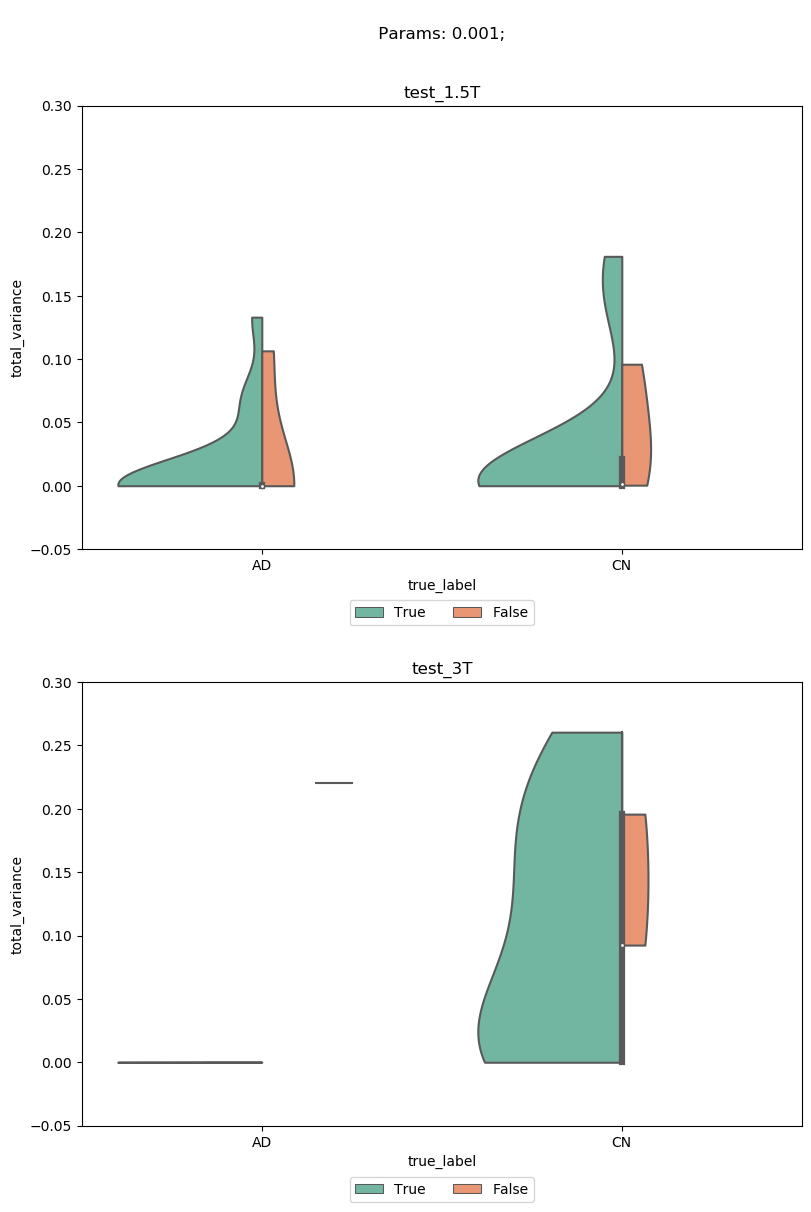 Params: 0.001;
test_1.5T
0.30
0.25
0.20
0.15
0.10
0.05
0.00
−0.05
total_variance
AD CN
true_label
True False
test_3T
0.30
0.25
0.20
0.15
0.10
0.05
0.00
−0.05
total_variance
AD CN
true_label
True False